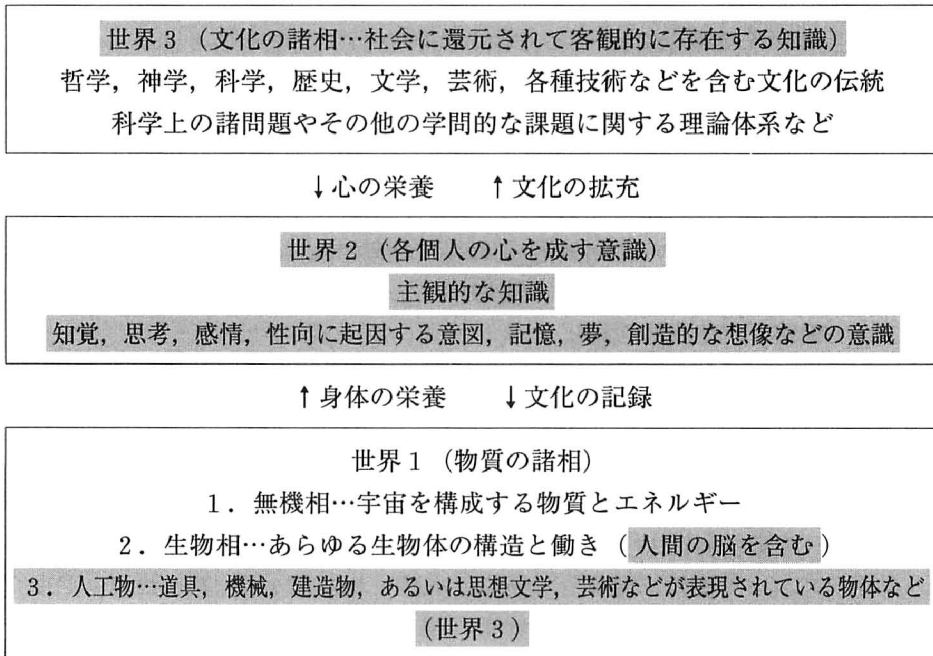 世界3 (文化の諸相…社会に還元されて客観的に存在する知識)
哲学,神学,科学,歴史,文学,芸術,各種技術などを含む文化の伝統
科学上の諸問題やその他の学問的な課題に関する理論体系など
↓心の栄養 ↑文化の拡充
世界2 (各個人の心を成す意識)
主観的な知識
知覚,思考,感情,性向に起因する意図,記憶,夢,創造的な想像などの意識
↑身体の栄養 ↓文化の記録
世界1 (物質の諸相)
1.無機相…宇宙を構成する物質とエネルギー
2.生物相…あらゆる生物体の構造と働き(人間の脳を含む)
3.人工物…道具,機械,建造物,あるいは思想文学,芸術などが表現されている物体など
(世界3)